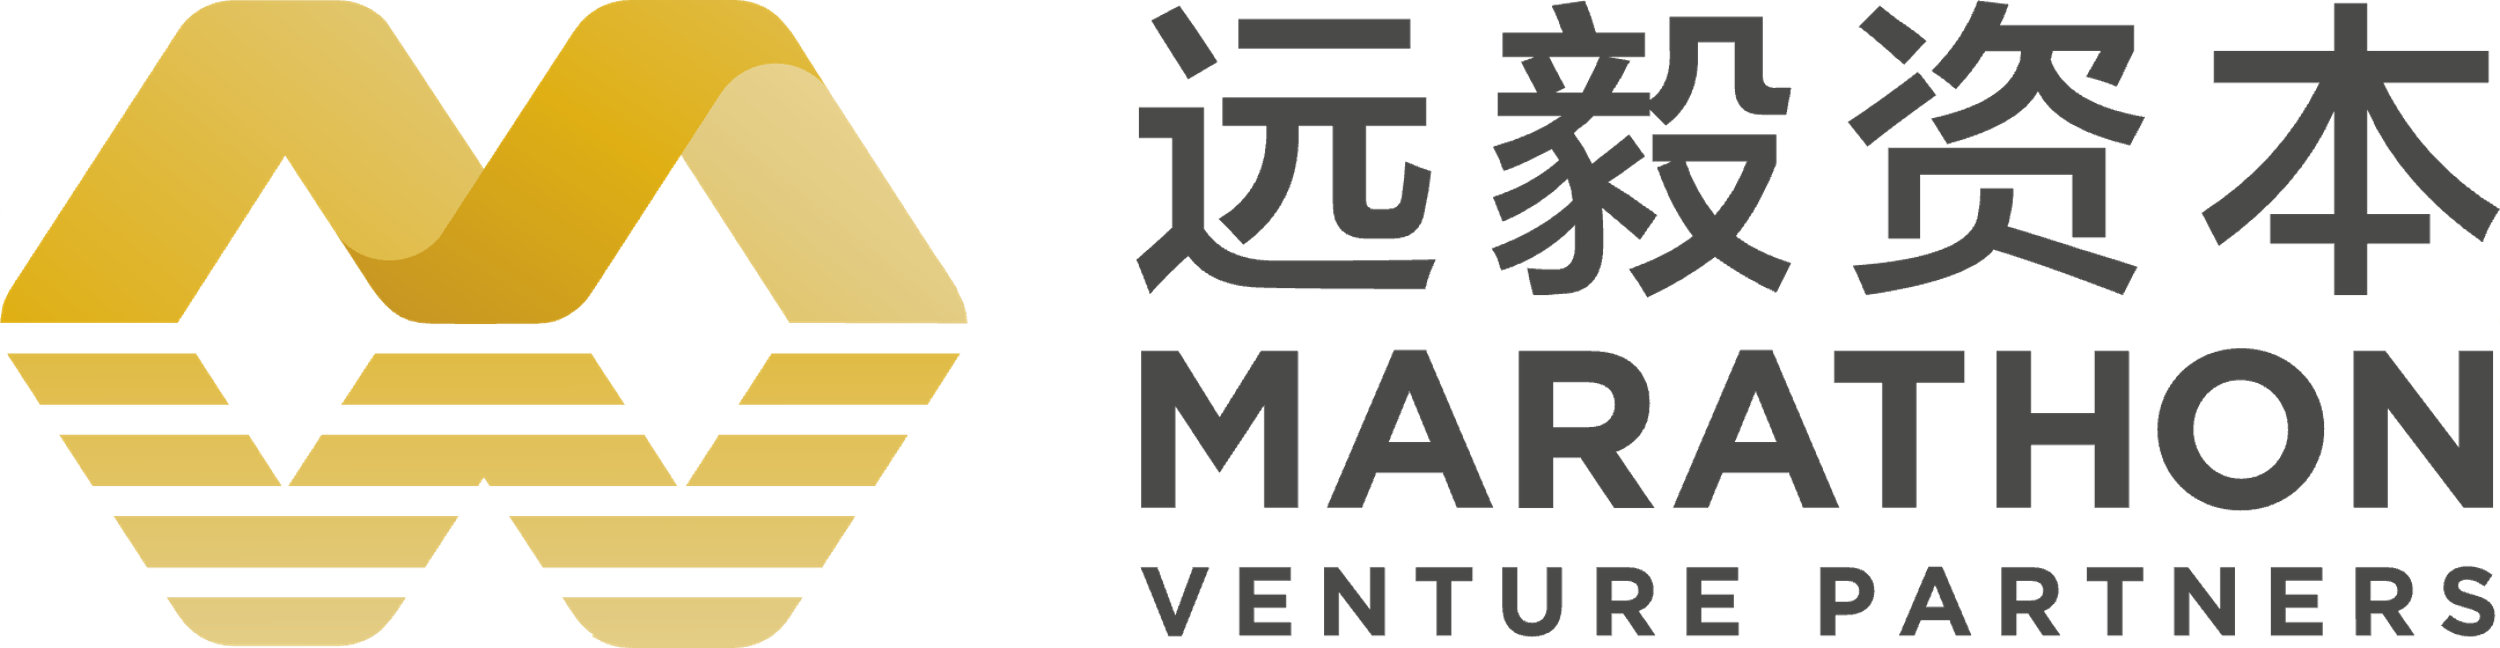 远毅资本
MARATHON
VENTURE PARTNERS